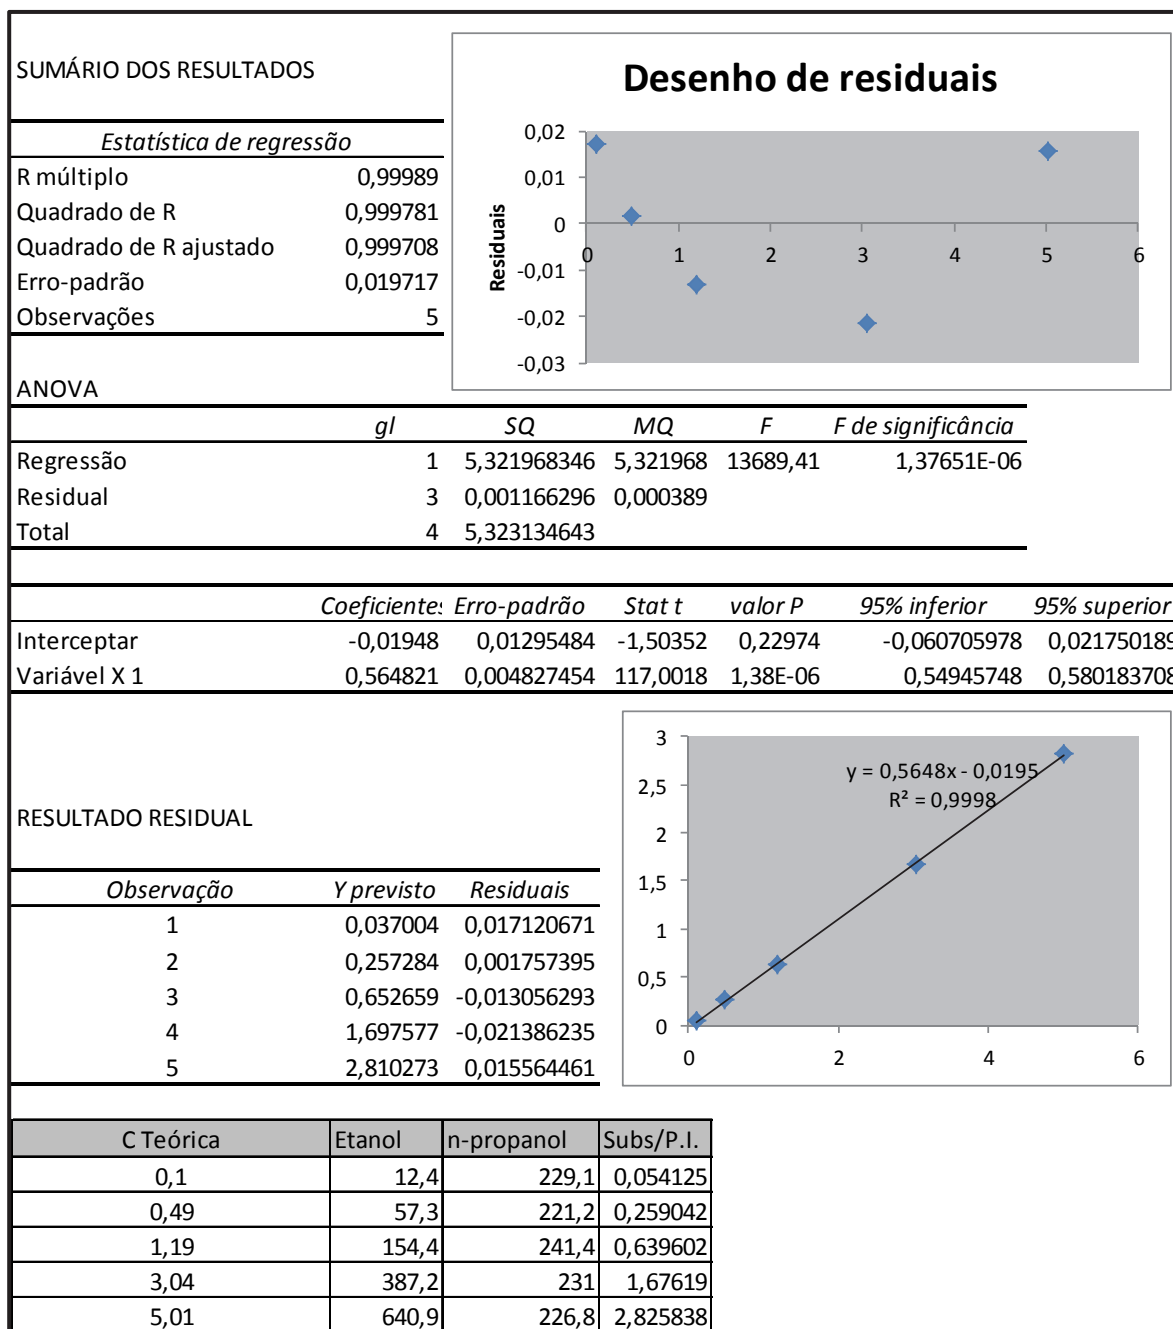 SUMÁRIO DOS RESULTADOS
Estatística de regressão
R múltiplo 0,99989
Quadrado de R 0,999781
Quadrado de R ajustado 0,999708
Erro-padrão 0,019717
Observações 5
Desenho de residuais
Residuais
0,02
0,01
0
-0,01
-0,02
-0,03
0 1 2 3 4 5 6
ANOVA
gl SQ MQ F F de significância
Regressão 1 5,321968346 5,321968 13689,41 1,37651E-06
Residual 3 0,001166296 0,000389
Total 4 5,323134643
Coeficientes Erro-padrão Stat t valor P 95% inferior 95% superior
Interceptar -0,01948 0,01295484 -1,50352 0,22974 -0,060705978 0,021750189
Variável X 1 0,564821 0,004827454 117,0018 1,38E-06 0,54945748 0,580183708
RESULTADO RESIDUAL
Observação Y previsto Residuais
1 0,037004 0,017120671
2 0,257284 0,001757395
3 0,652659 -0,013056293
4 1,697577 -0,021386235
5 2,810273 0,015564461
3
2,5
2
1,5
1
0,5
0
0 2 4 6
y = 0,5648x - 0,0195
R² = 0,9998
C Teórica Etanol n-propanol Subs/P.I.
0,1 12,4 229,1 0,054125
0,49 57,3 221,2 0,259042
1,19 154,4 241,4 0,639602
3,04 387,2 231 1,67619
5,01 640,9 226,8 2,825838